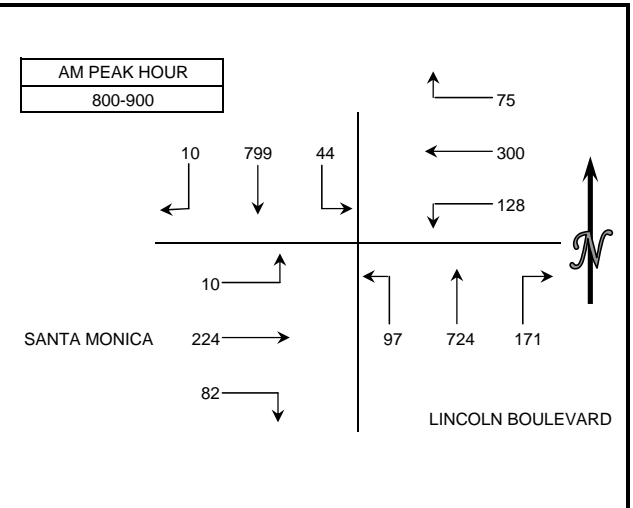 AM PEAK HOUR
800-900
75
10 799 44
300
128
N
10
SANTA MONICA 224
97 724 171
82
LINCOLN BOULEVARD